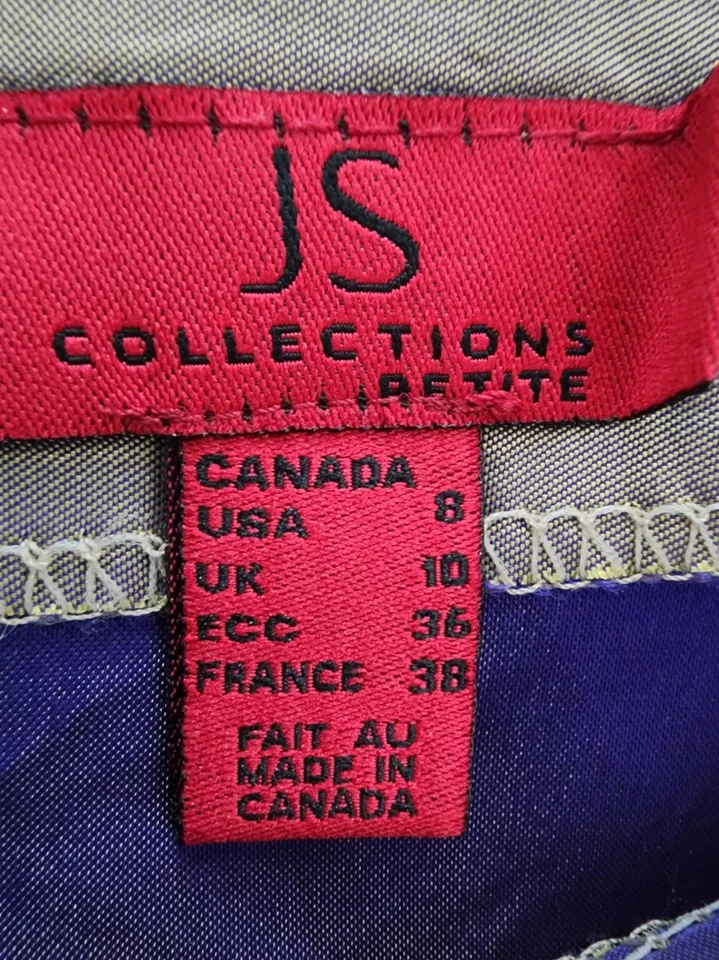 JS
COLLECTIONS
PETITE
CANADA
USA 8
UK 10
ECC 36
FRANCE 38
FAIT AU
MADE IN
CANADA